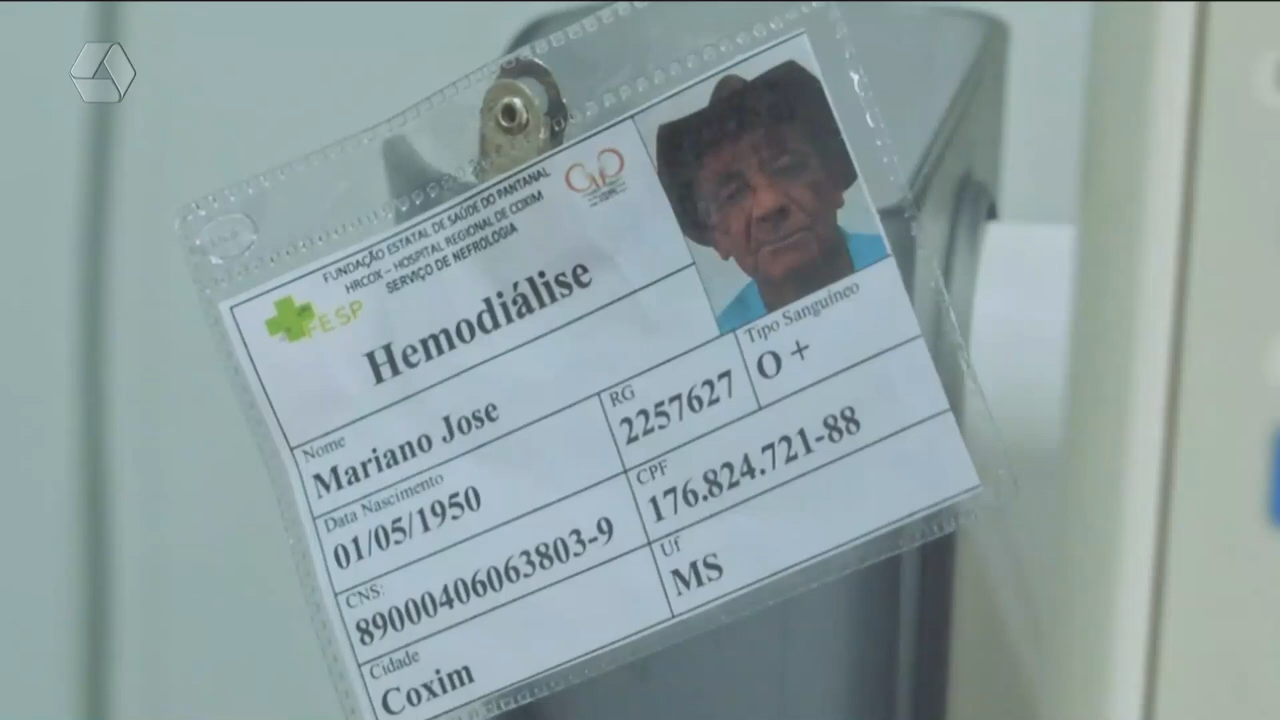 FUNDAÇÃO ESTATAL DE SAÚDE DO PANTANAL
HRCOX – HOSPITAL REGIONAL DE COXIM
SERVIÇO DE NEFROLOGIA
FESP
Hemodiálise
Nome
Mariano Jose
RG
2257627
Tipo Sanguíneo
O +
Data Nascimento
01/05/1950
CPF
176.824.721-88
CNS:
89000406063803-9
Uf
MS
Cidade
Coxim